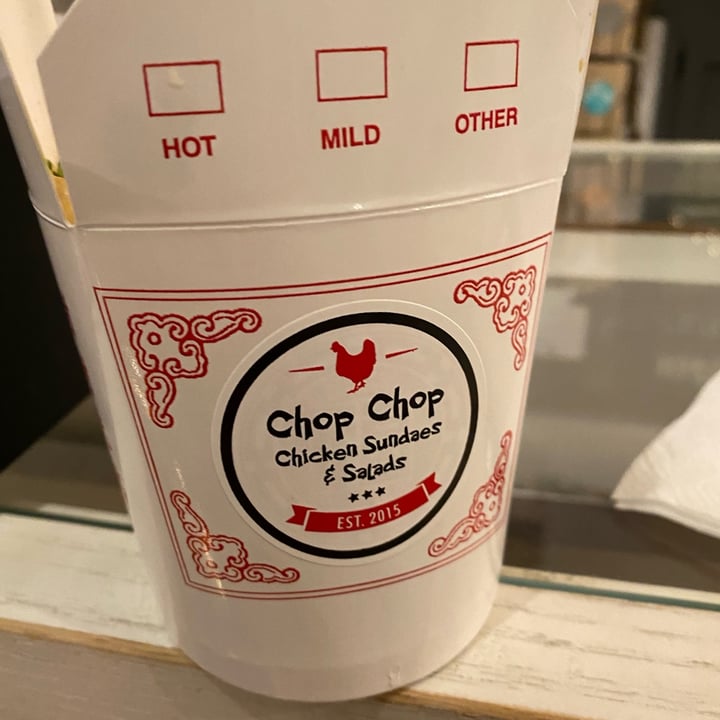 HOT
MILD
OTHER
Chop Chop
Chicken Sundaes
& Salads
EST. 2015